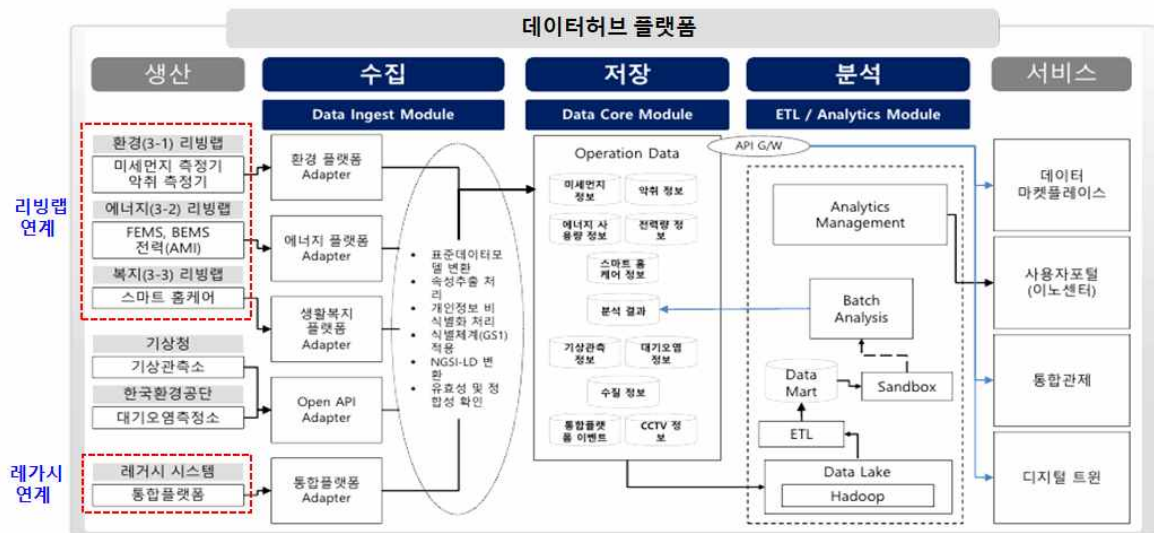 데이터허브 플랫폼
생산
수집
저장
분석
서비스
Data Ingest Module
Data Core Module
ETL / Analytics Module
리빙랩
연계
환경(3-1) 리빙랩
미세먼지 측정기
악취 측정기
에너지(3-2) 리빙랩
FEMS, BEMS
전력(AMI)
복지(3-3) 리빙랩
스마트 홈케어
기상청
기상관측소
한국환경공단
대기오염측정소
레가시
연계
레거시 시스템
통합플랫폼
환경 플랫폼
Adapter
에너지 플랫폼
Adapter
생활복지
플랫폼
Adapter
Open API
Adapter
통합플랫폼
Adapter
• 표준데이터모
델 변환
• 속성추출 처
리
• 개인정보 비
식별화 처리
• 식별체계(GS1)
적용
• NGSI-LD 변
환
• 유효성 및 정
합성 확인
Operation Data
미세먼지
정보
악취 정보
에너지 사
용량 정보
전력량 정
보
스마트 홈
케어 정보
분석 결과
기상관측
정보
대기오염
정보
수질 정보
통합플랫
폼 이벤트
CCTV 정
보
API G/W
Analytics
Management
Batch
Analysis
Data
Mart
Sandbox
ETL
Data Lake
Hadoop
데이터
마켓플레이스
사용자포털
(이노센터)
통합관제
디지털 트윈